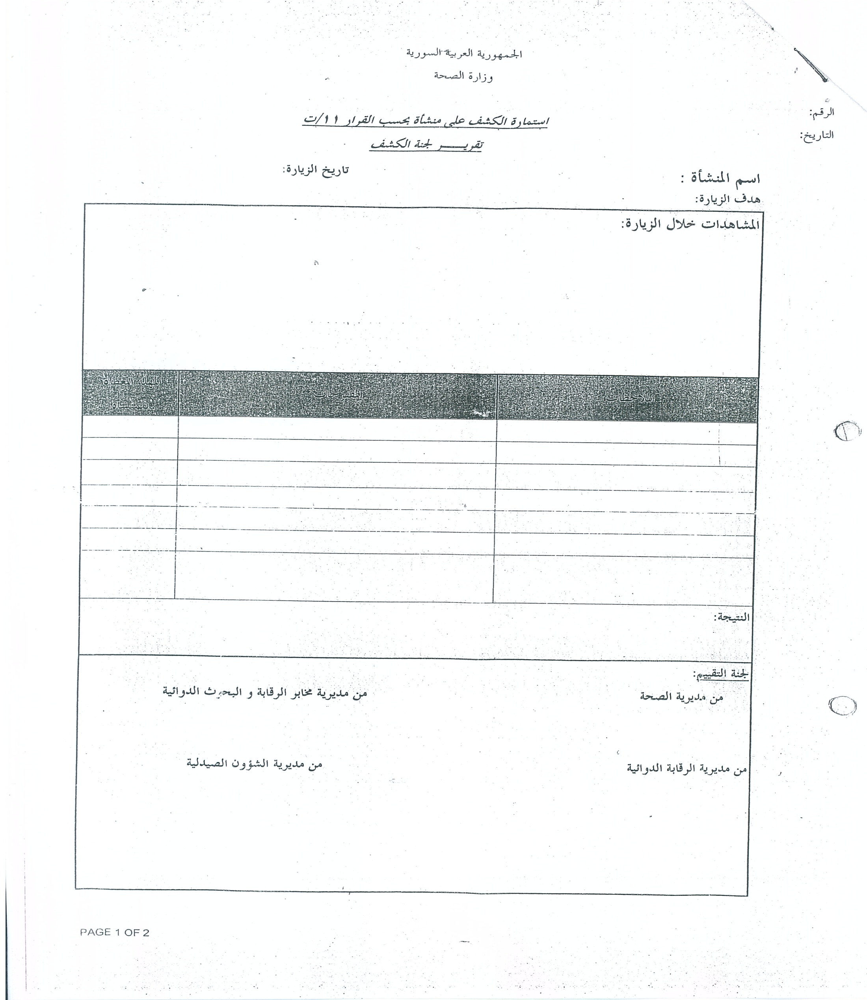 الجمهورية العربية السورية
وزارة الصحة
الرقم:
التاريخ:
استمارة الكشف على منشأة بحسب القرار ١١/ت
تقريـــــر لجنة الكشف
اسم المنشأة :
تاريخ الزيارة:
هدف الزيارة:
المشاهدات خلال الزيارة:
الملاحظات
المقترحات
المهلة المعطاة
للمنشأة
النتيجة:
لجنة التقييم:
من مديرية الصحة
من مديرية مخابر الرقابة و البحوث الدوائية
من مديرية الرقابة الدوائية
من مديرية الشؤون الصيدلية
PAGE 1 OF 2